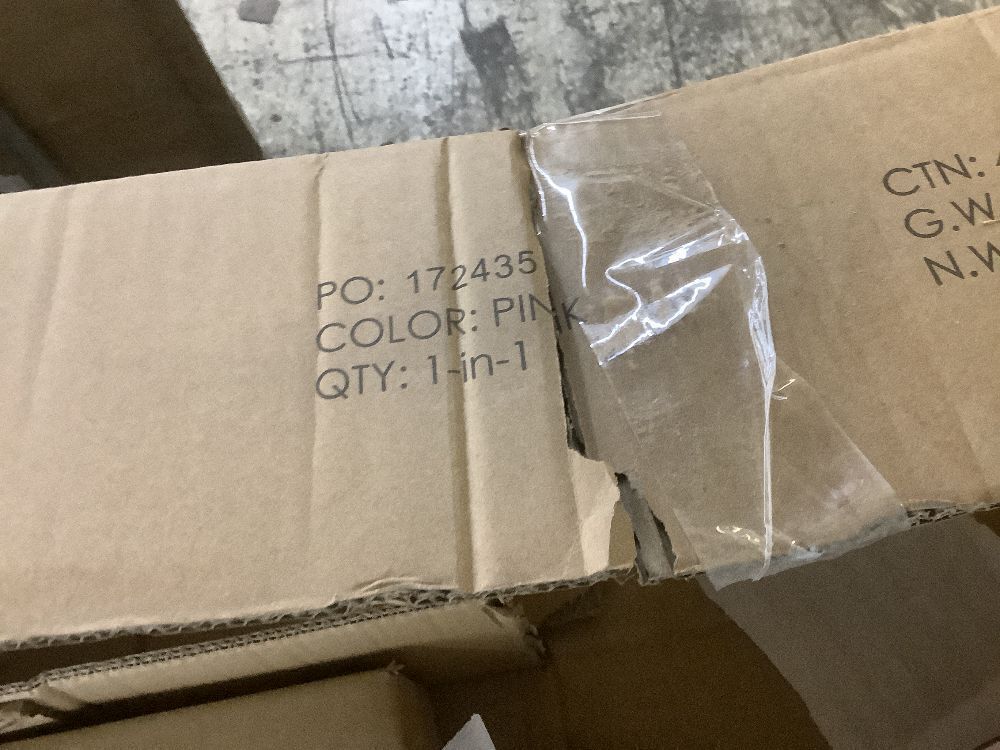 PO: 172435
COLOR: PINK
QTY: 1-in-1
CTN:
G.W
N.W